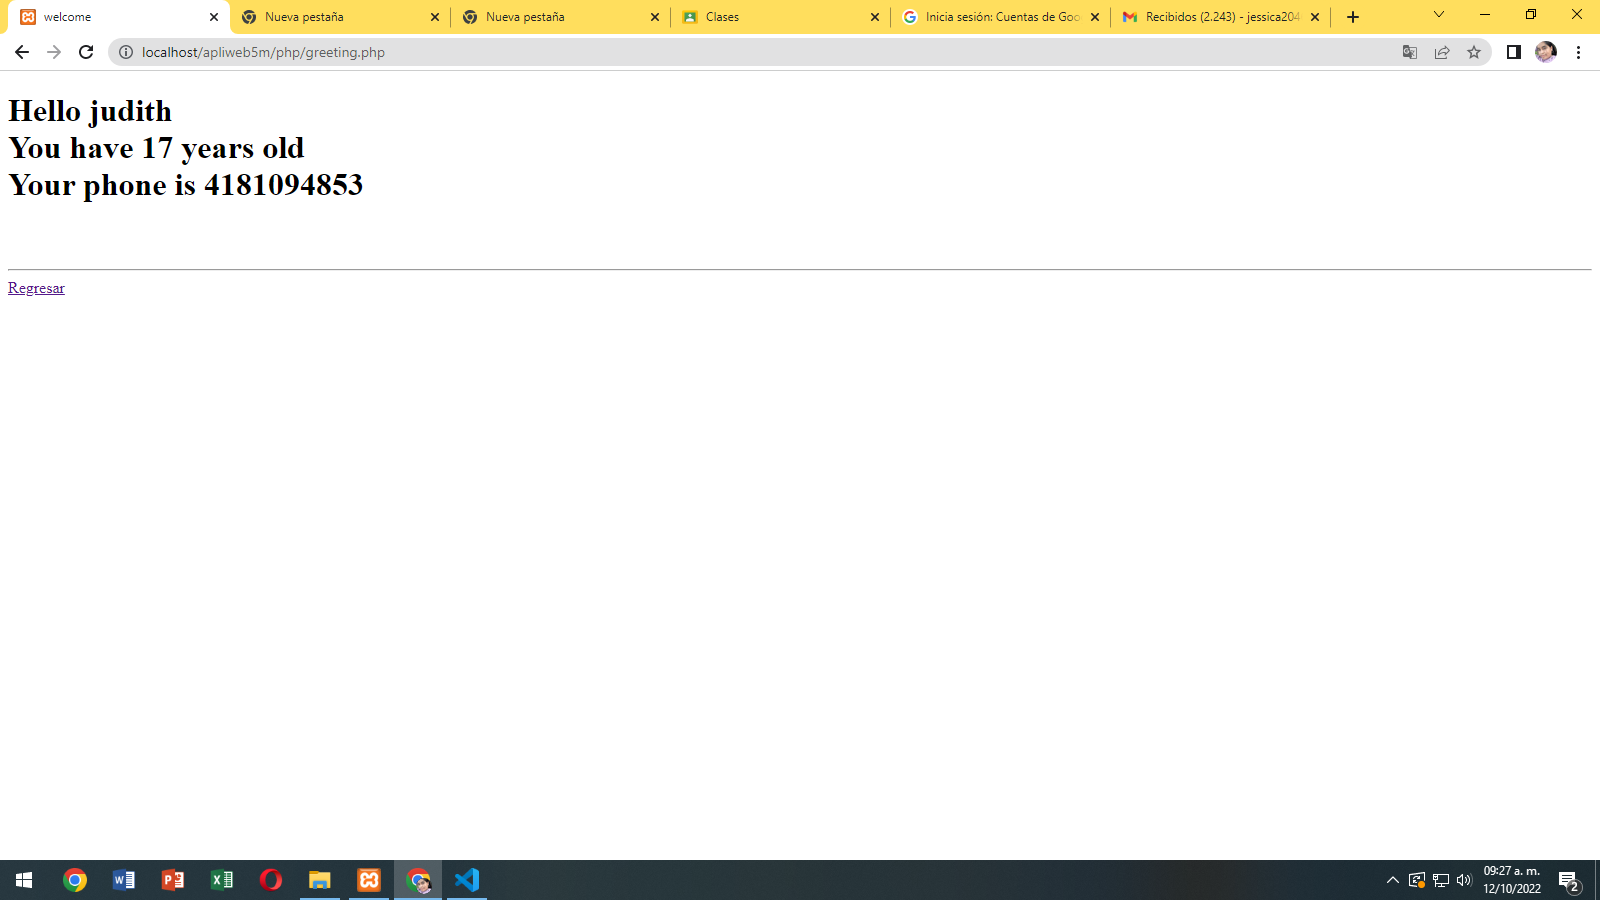 welcome
Nueva pestaña
Nueva pestaña
Clases
Inicia sesión: Cuentas de Goo
Recibidos (2.243) - jessica204
localhost/apliweb5m/php/greeting.php
Hello judith
You have 17 years old
Your phone is 4181094853
Regresar
09:27 a. m.
12/10/2022
2